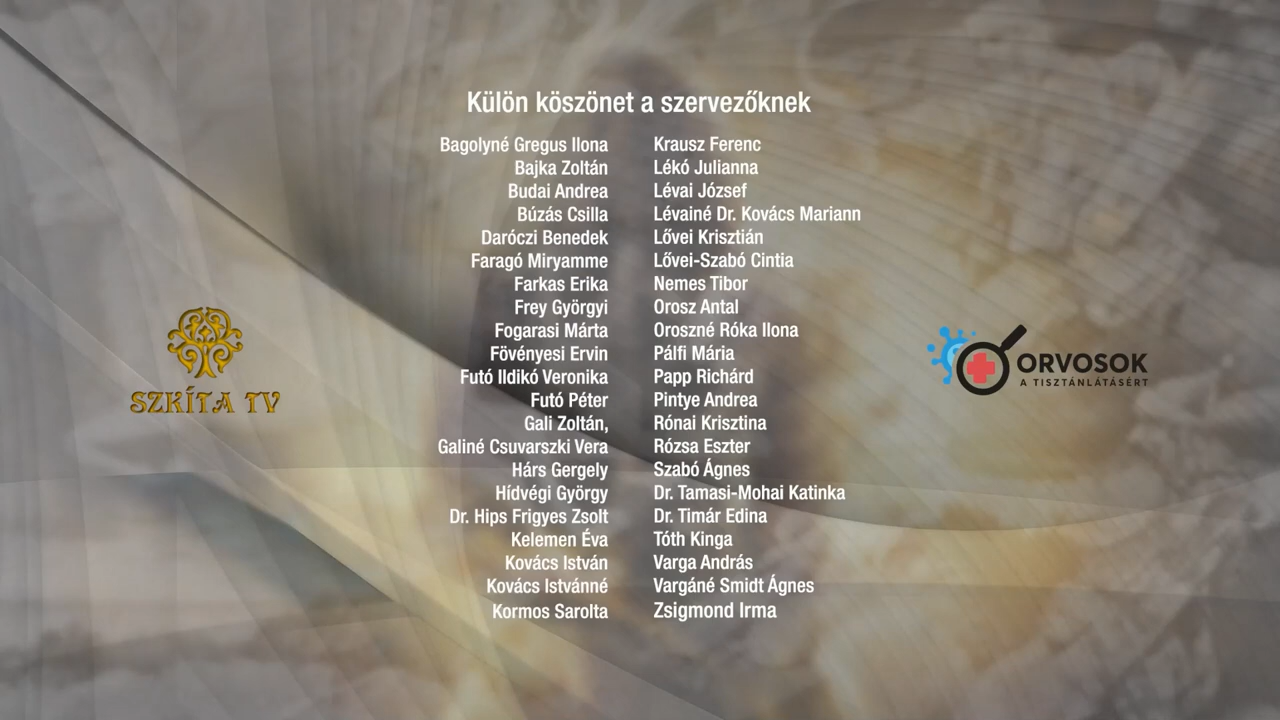 Külön köszönet a szervezőknek
Bagolyné Gregus Ilona
Bajka Zoltán
Budai Andrea
Búzás Csilla
Daróczi Benedek
Faragó Miryamme
Farkas Erika
Frey Györgyi
Fogarasi Márta
Fövényesi Ervin
Futó Ildikó Veronika
Futó Péter
Gali Zoltán,
Galiné Csuvarszki Vera
Hárs Gergely
Hídvégi György
Dr. Hips Frigyes Zsolt
Kelemen Éva
Kovács István
Kovács Istvánné
Kormos Sarolta
Krausz Ferenc
Lékó Julianna
Lévai József
Lévainé Dr. Kovács Mariann
Lővei Krisztián
Lővei-Szabó Cintia
Nemes Tibor
Orosz Antal
Oroszné Róka Ilona
Pálfi Mária
Papp Richárd
Pintye Andrea
Rónai Krisztina
Rózsa Eszter
Szabó Ágnes
Dr. Tamasi-Mohai Katinka
Dr. Timár Edina
Tóth Kinga
Varga András
Vargáné Smidt Ágnes
Zsigmond Irma
SZKÍTA TV
ORVOSOK
A TISZTÁNLÁTÁSÉRT